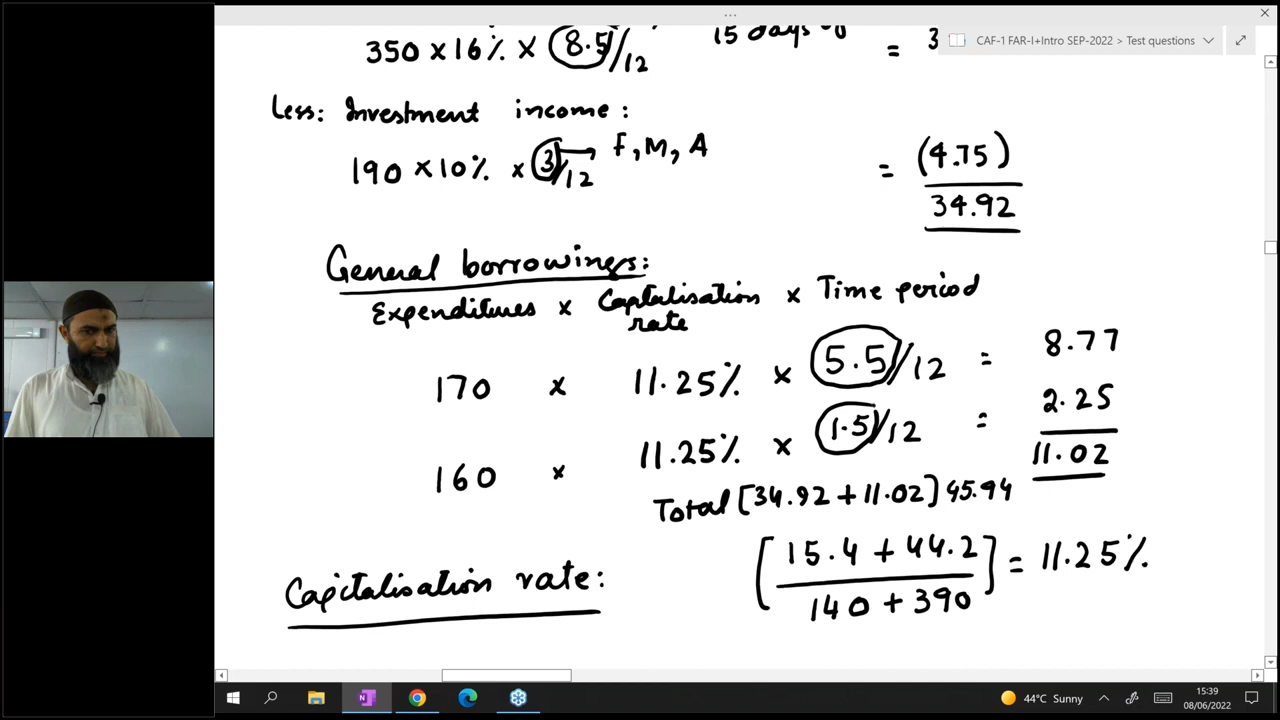 350 × 16% × 8.5/12 15 days of = 3
CAF-1 FAR-I+Intro SEP-2022 > Test questions
Less: Investment income:
190 × 10% × 3/12 → F, M, A = (4.75)
34.92
General borrowings:
Expenditures × Captalisation rate × Time period
170 × 11.25% × 5.5/12 = 8.77
160 × 11.25% × 1.5/12 = 2.25
11.02
Total [34.92 + 11.02] 45.94
Capitalisation rate: [15.4 + 44.2 / 140 + 390] = 11.25%
44°C Sunny
15:39
08/06/2022